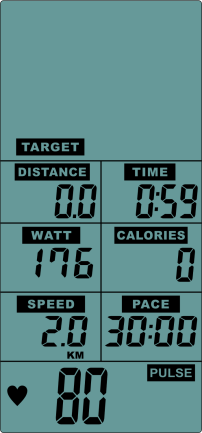 TARGET
DISTANCE TIME
0.0 0:59
WATT CALORIES
176 0
SPEED PACE
2.0 30:00
KM
PULSE
80